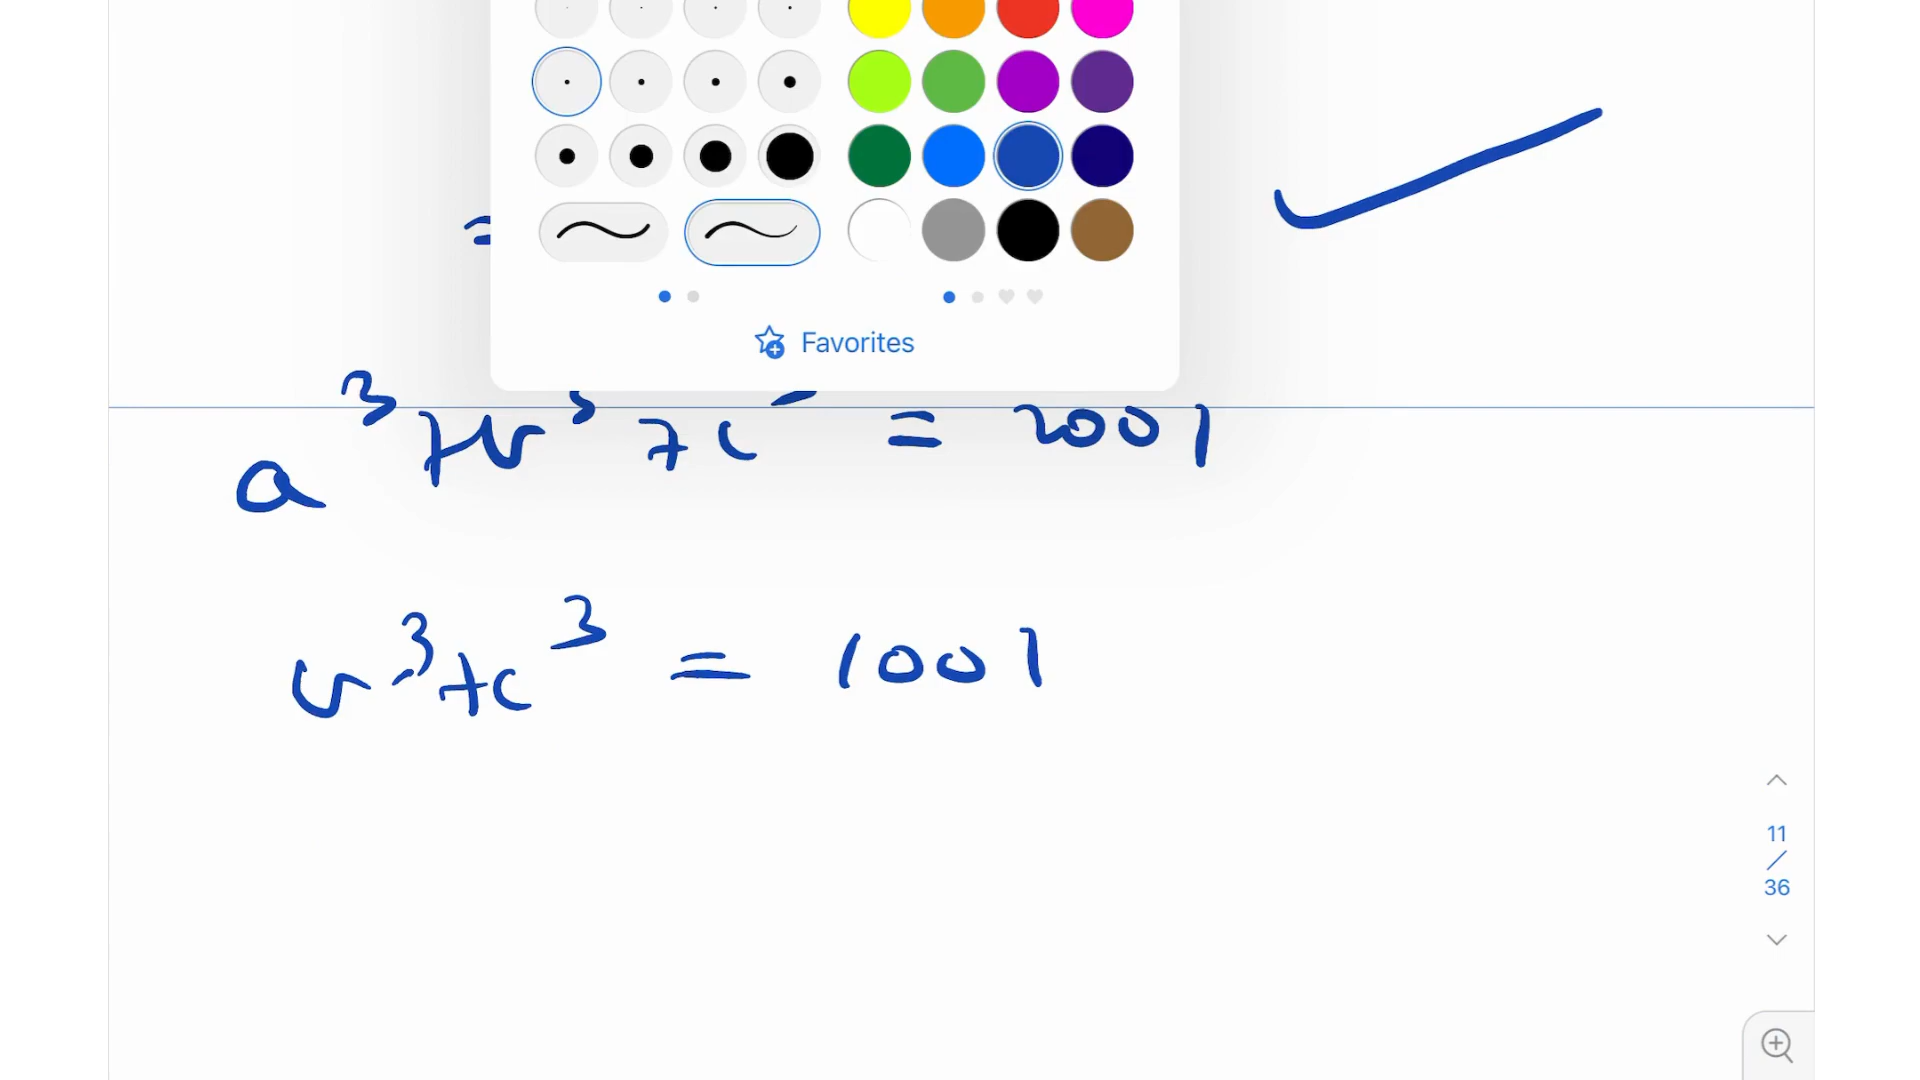 =
Favorites
a³+b³+c³ = 2001
b³+c³ = 1001
11
/
36